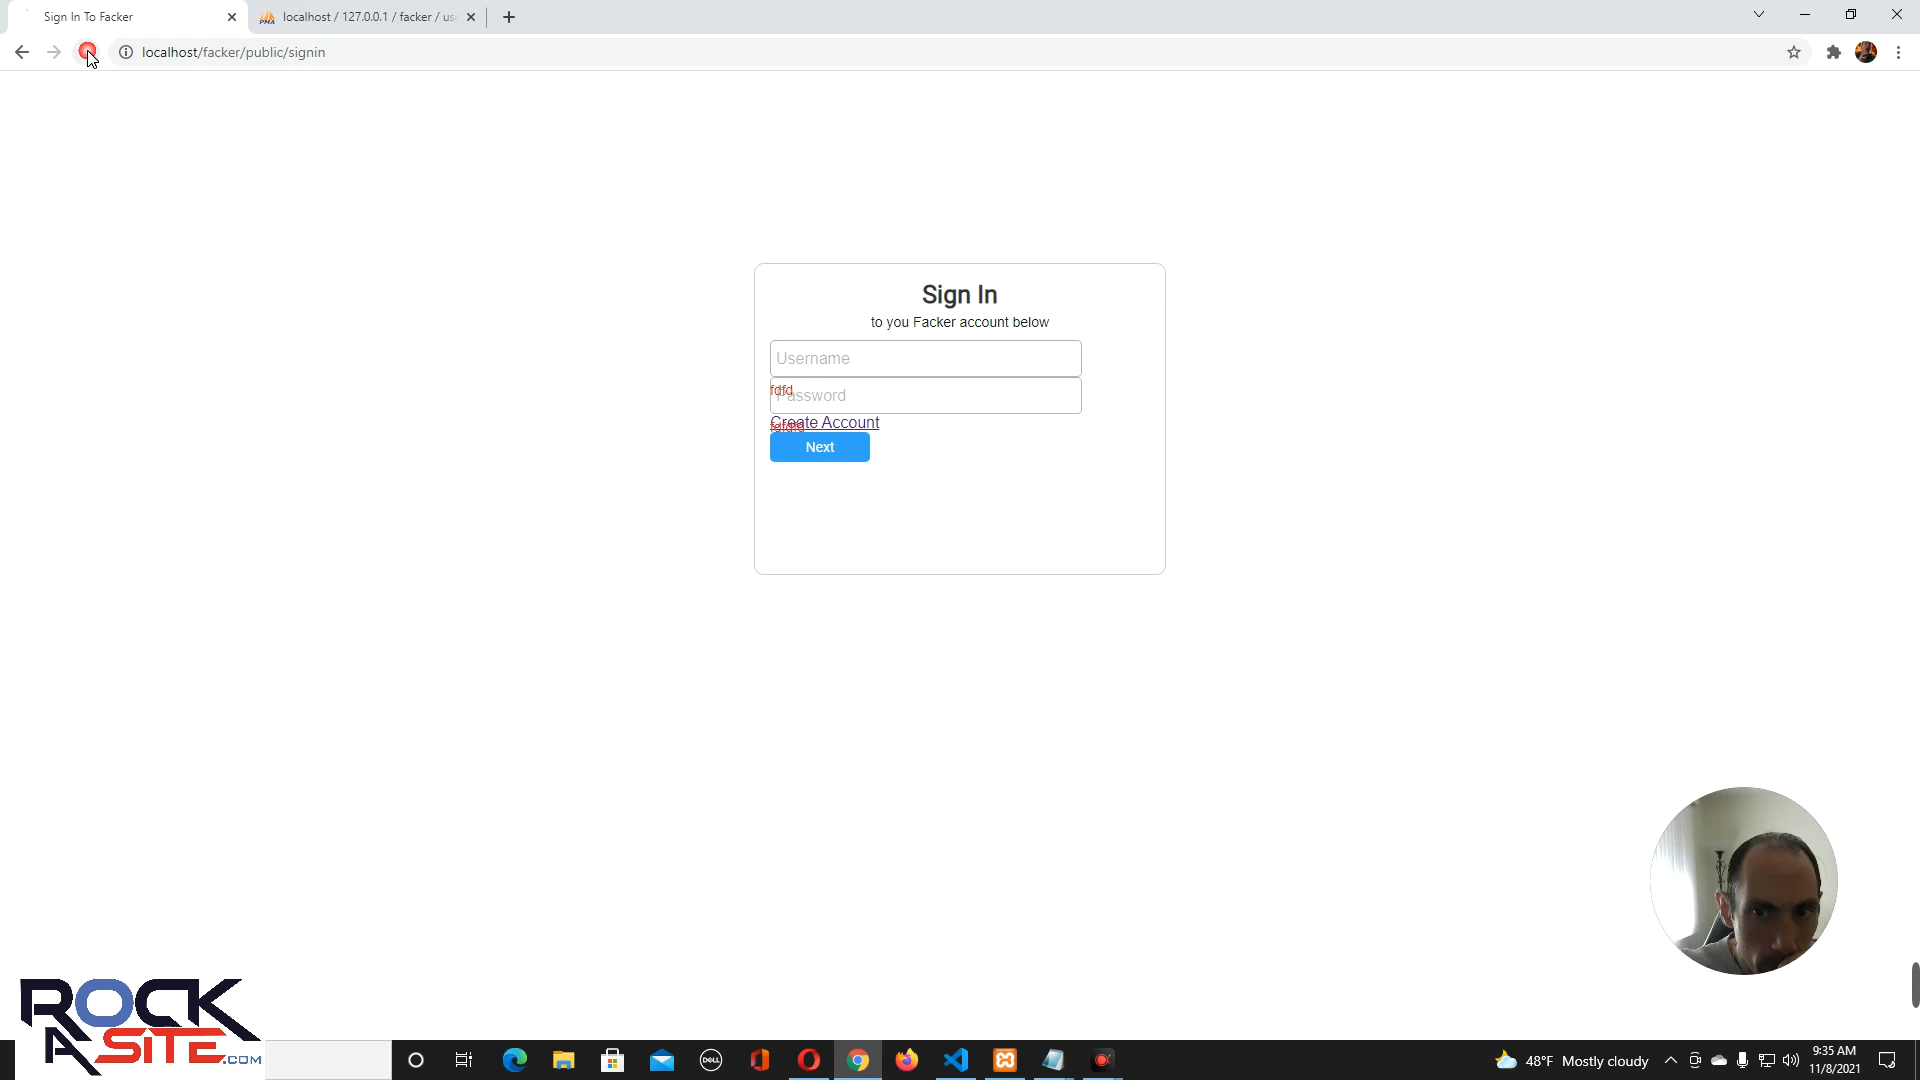 Sign In To Facker
localhost / 127.0.0.1 / facker / us
localhost/facker/public/signin
Sign In
to you Facker account below
Username
fdfd
Password
Create Account
Next
ROCK
A SITE.COM
DELL
48°F Mostly cloudy
9:35 AM
11/8/2021